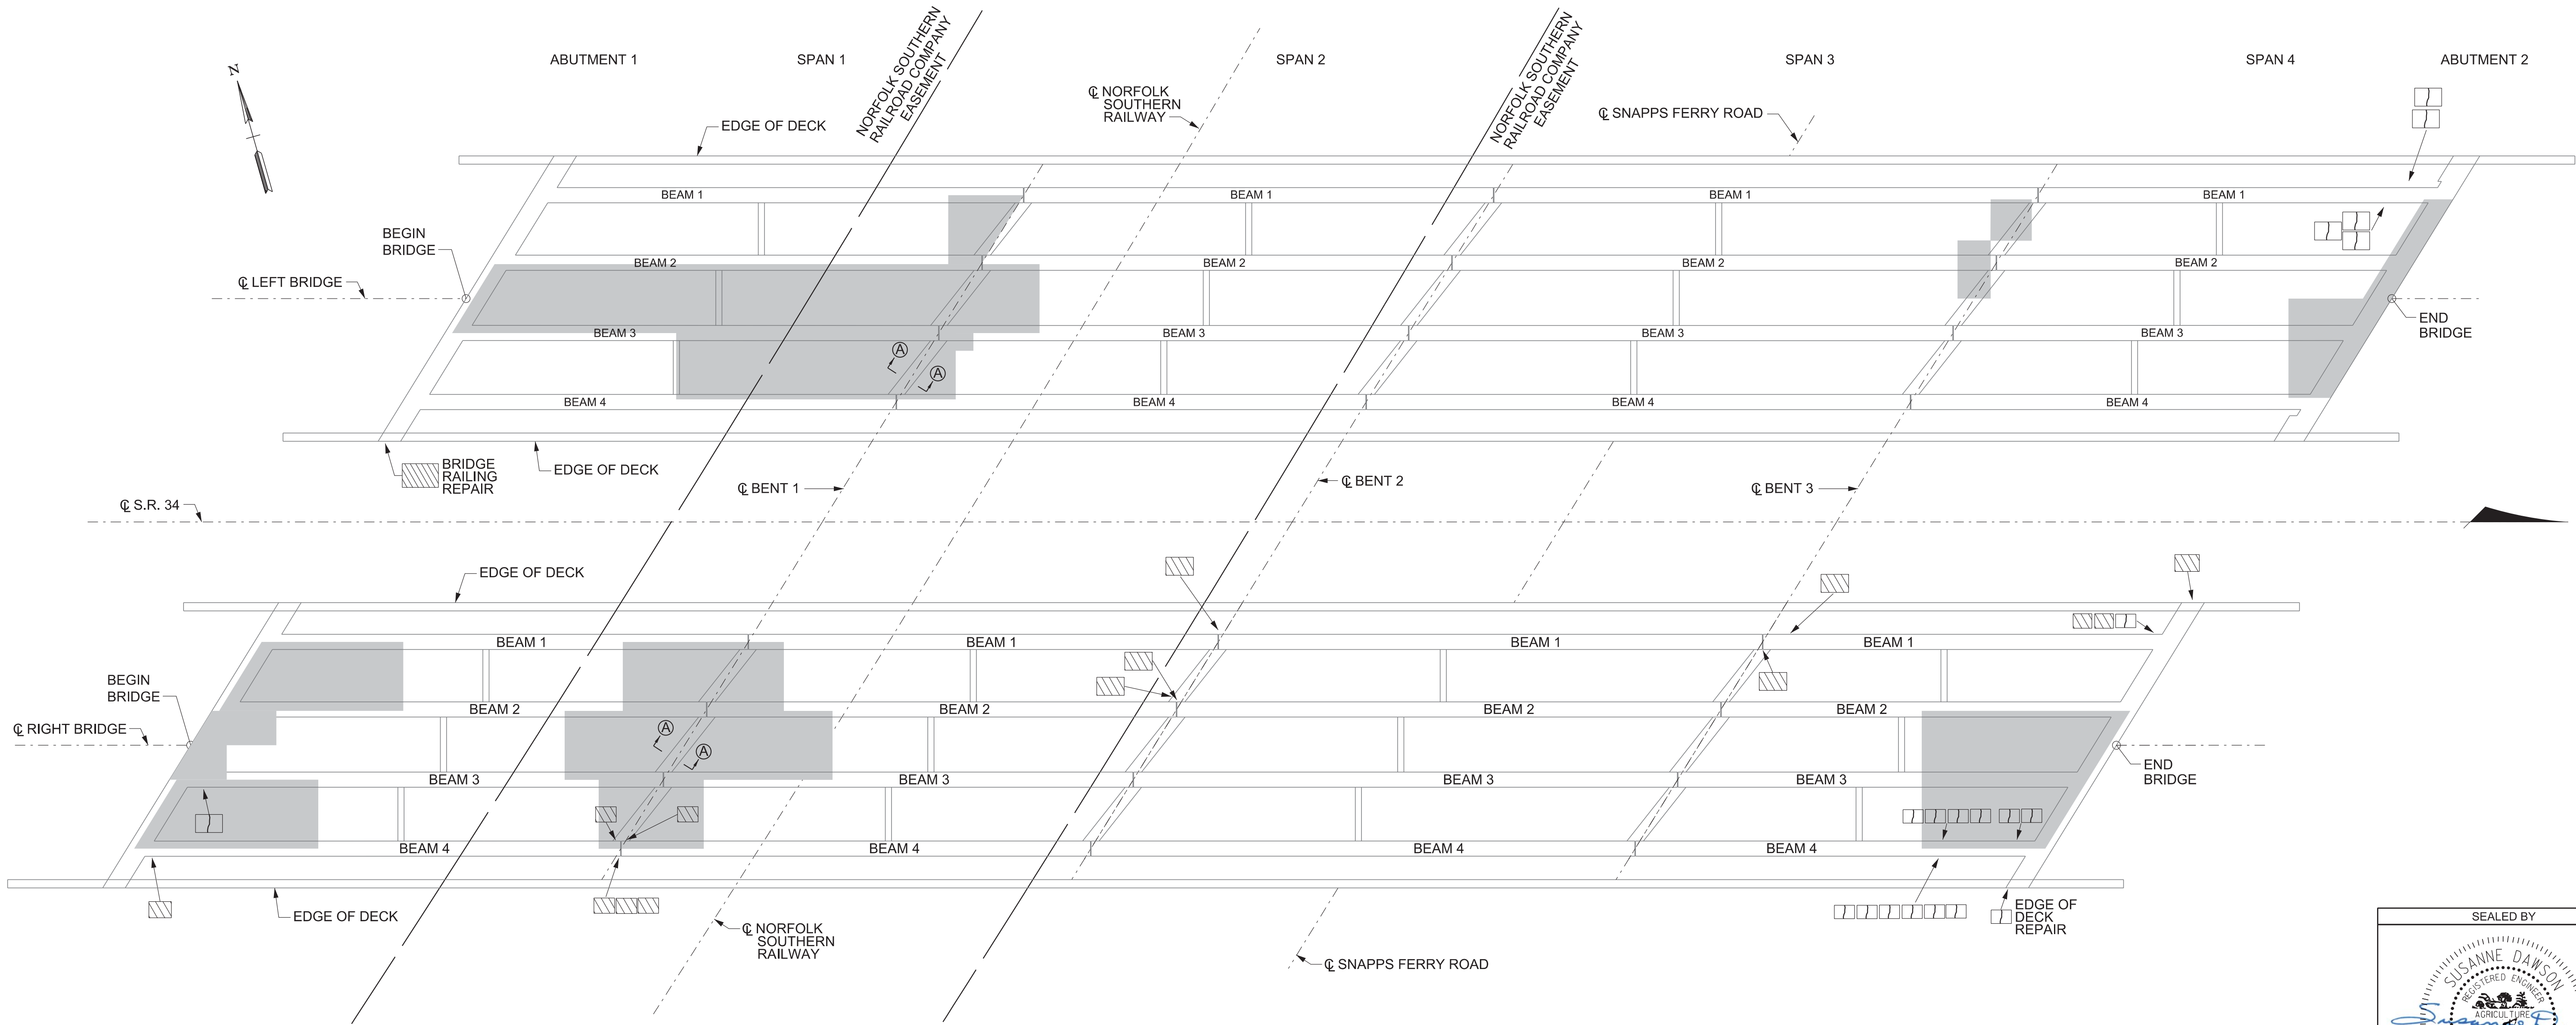 ABUTMENT 1
SPAN 1
NORFOLK SOUTHERN
RAILROAD COMPANY
EASEMENT
SPAN 2
NORFOLK SOUTHERN
RAILROAD COMPANY
EASEMENT
SPAN 3
SPAN 4
ABUTMENT 2
N
EDGE OF DECK
℄ NORFOLK
SOUTHERN
RAILWAY
℄ SNAPPS FERRY ROAD
BEAM 1
BEAM 1
BEAM 1
BEAM 1
BEGIN
BRIDGE
BEAM 2
BEAM 2
BEAM 2
BEAM 2
℄ LEFT BRIDGE
END
BRIDGE
BEAM 3
BEAM 3
BEAM 3
BEAM 3
A
A
BEAM 4
BEAM 4
BEAM 4
BEAM 4
BRIDGE
RAILING
REPAIR
EDGE OF DECK
℄ BENT 1
℄ BENT 2
℄ BENT 3
℄ S.R. 34
EDGE OF DECK
BEAM 1
BEAM 1
BEAM 1
BEAM 1
BEGIN
BRIDGE
BEAM 2
BEAM 2
BEAM 2
BEAM 2
℄ RIGHT BRIDGE
A
A
END
BRIDGE
BEAM 3
BEAM 3
BEAM 3
BEAM 3
BEAM 4
BEAM 4
BEAM 4
BEAM 4
EDGE OF DECK
EDGE OF
DECK
REPAIR
℄ NORFOLK
SOUTHERN
RAILWAY
℄ SNAPPS FERRY ROAD
SEALED BY
SUSANNE DAWSON
REGISTERED ENGINEER
AGRICULTURE